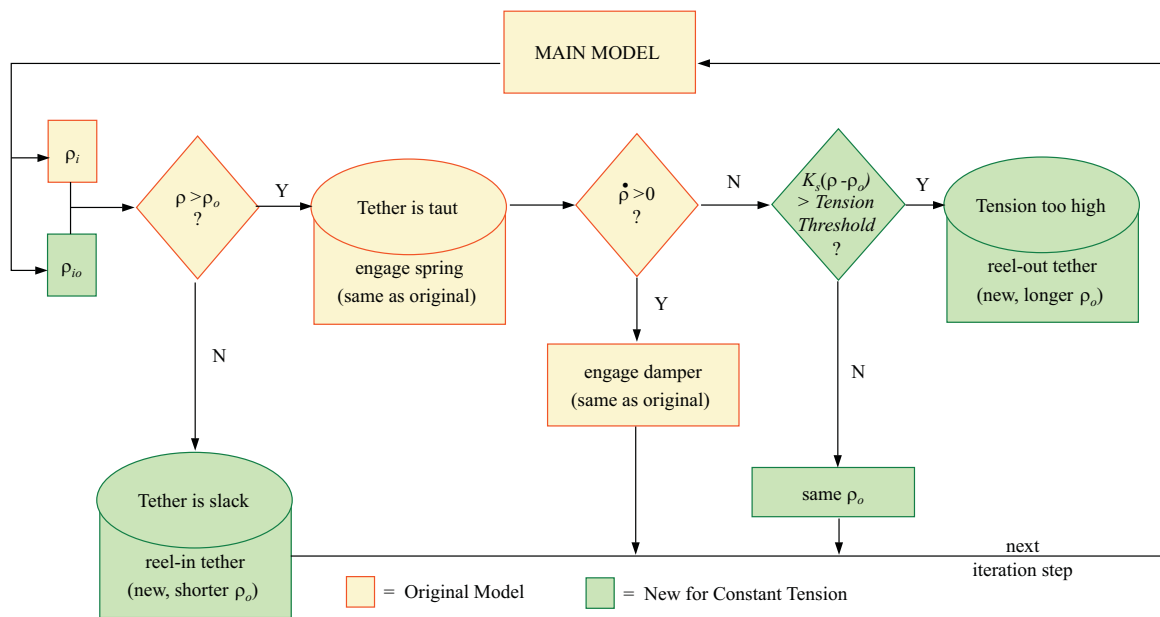 MAIN MODEL
ρi
ρio
ρ >ρo
?
Y
N
Tether is taut
engage spring
(same as original)
ρ̇ >0
?
N
Y
engage damper
(same as original)
Ks(ρ -ρo)
> Tension
Threshold
?
Y
N
Tension too high
reel-out tether
(new, longer ρo)
same ρo
Tether is slack
reel-in tether
(new, shorter ρo)
next
iteration step
= Original Model
= New for Constant Tension